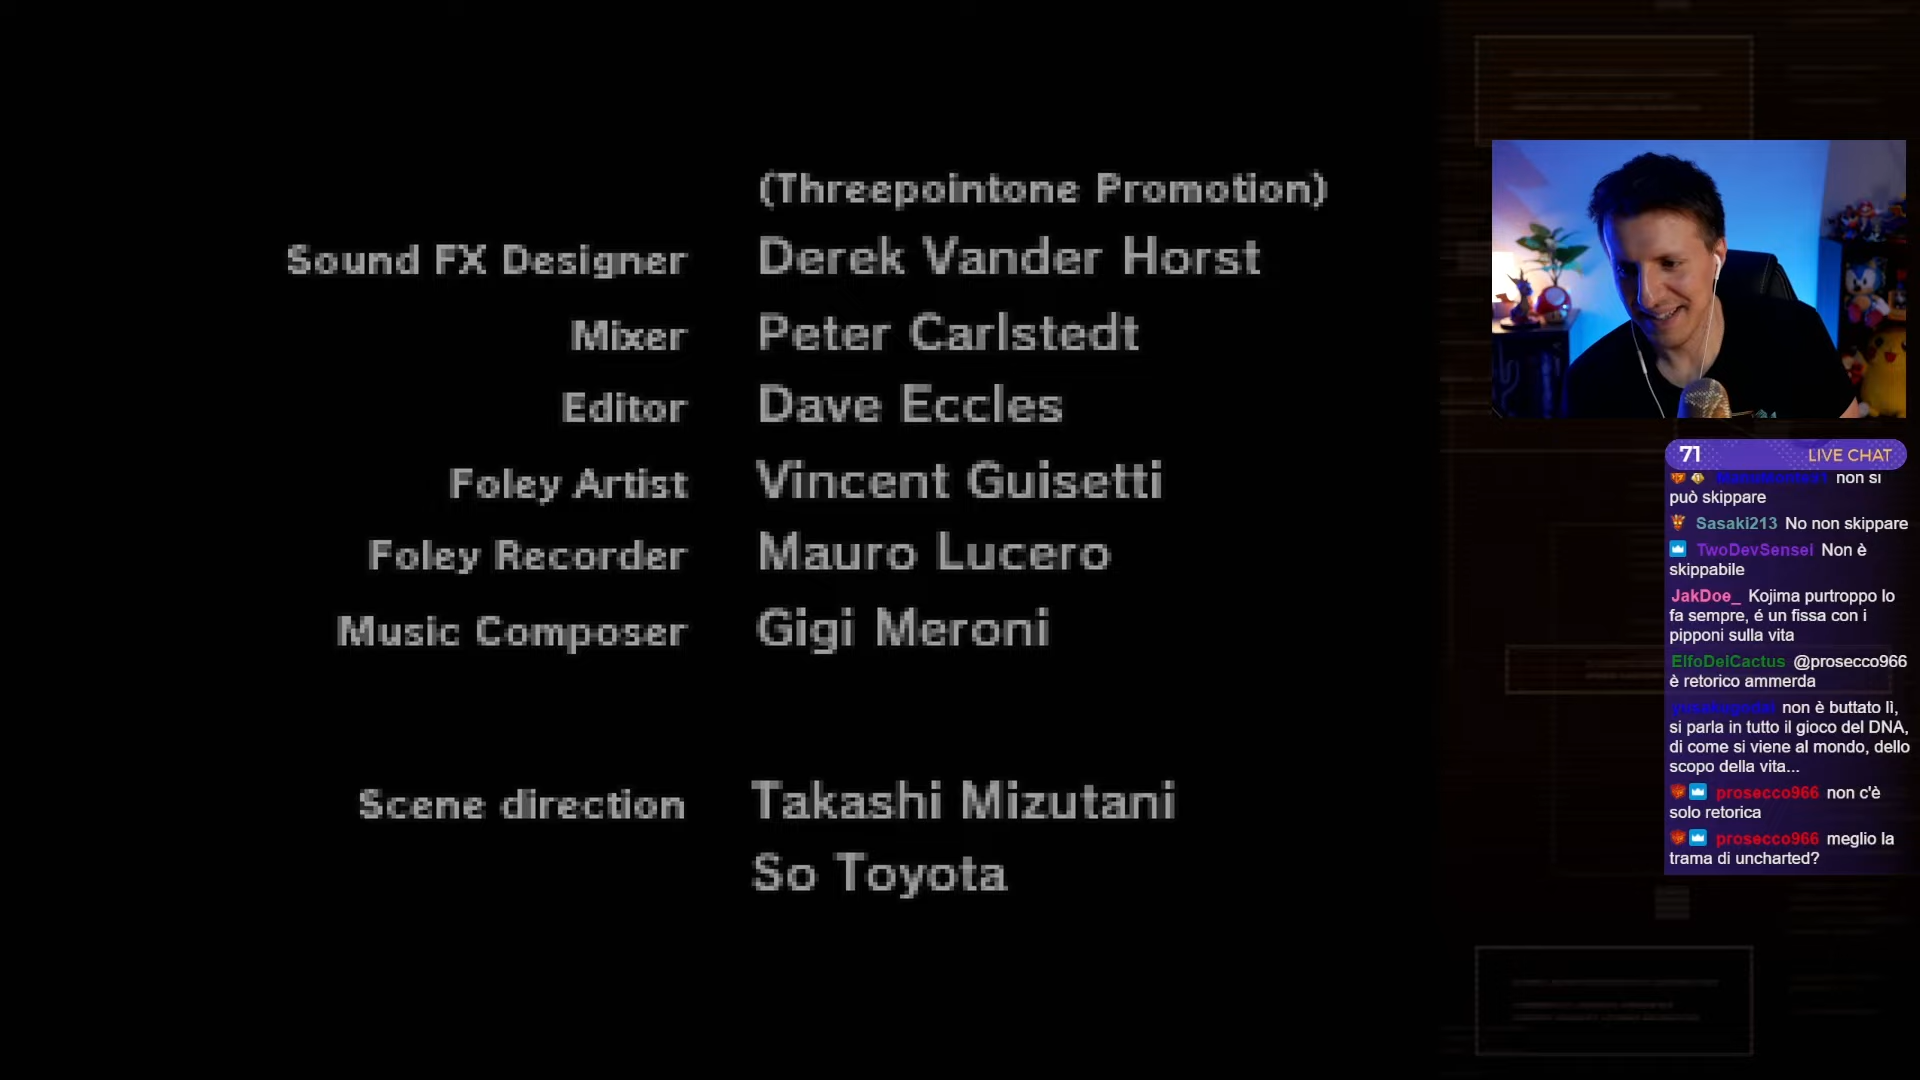 (Threepointone Promotion)
Sound FX Designer Derek Vander Horst
Mixer Peter Carlstedt
Editor Dave Eccles
Foley Artist Vincent Guisetti
Foley Recorder Mauro Lucero
Music Composer Gigi Meroni
Scene direction Takashi Mizutani
So Toyota
71 LIVE CHAT
non si
può skippare
Sasaki213 No non skippare
TwoDevSensei Non è
skippabile
JakDoe_ Kojima purtroppo lo
fa sempre, é un fissa con i
pipponi sulla vita
ElfoDelCactus @prosecco966
è retorico ammerda
non è buttato lì,
si parla in tutto il gioco del DNA,
di come si viene al mondo, dello
scopo della vita...
prosecco966 non c'è
solo retorica
prosecco966 meglio la
trama di uncharted?